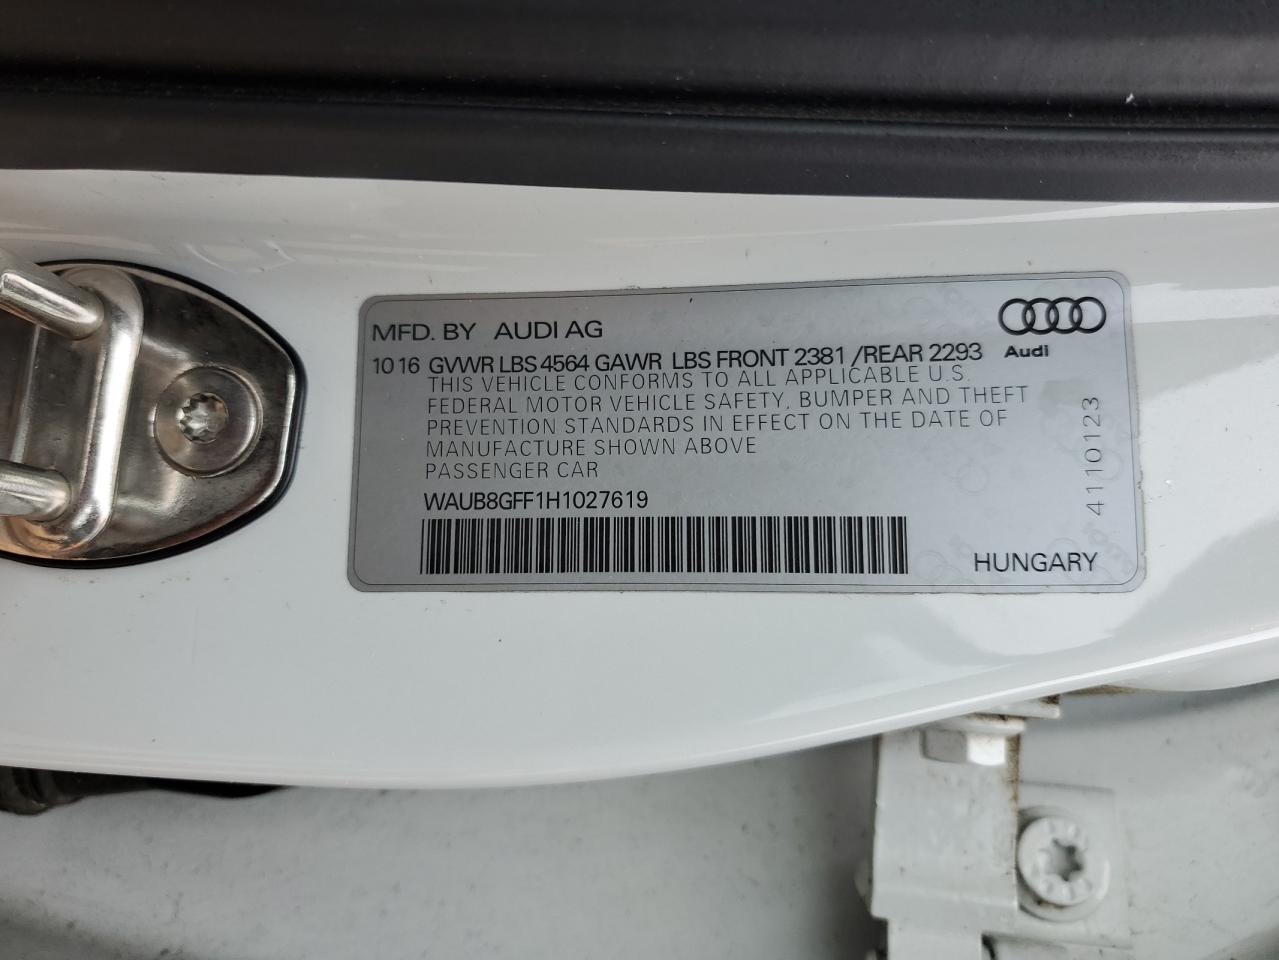 MFD. BY AUDI AG
10 16 GVWR LBS 4564 GAWR LBS FRONT 2381 /REAR 2293
Audi
THIS VEHICLE CONFORMS TO ALL APPLICABLE U.S.
FEDERAL MOTOR VEHICLE SAFETY, BUMPER AND THEFT
PREVENTION STANDARDS IN EFFECT ON THE DATE OF
MANUFACTURE SHOWN ABOVE
PASSENGER CAR
WAUB8GFF1H1027619
4110123
HUNGARY